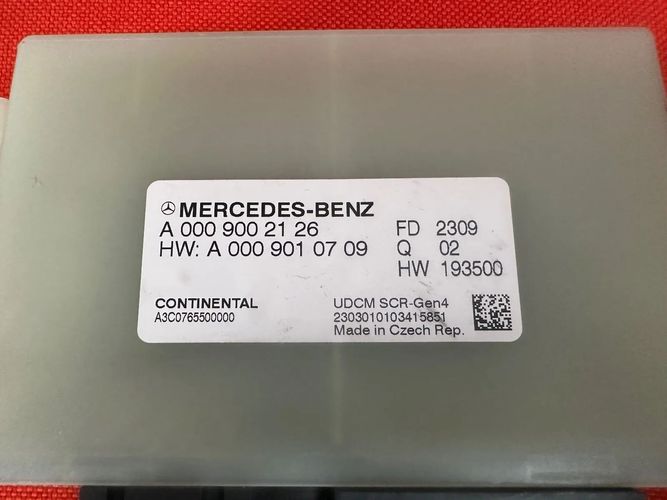 MERCEDES-BENZ
A 000 900 21 26
HW: A 000 901 07 09
FD 2309
Q 02
HW 193500
CONTINENTAL
A3C0765500000
UDCM SCR-Gen4
2303010103415851
Made in Czech Rep.